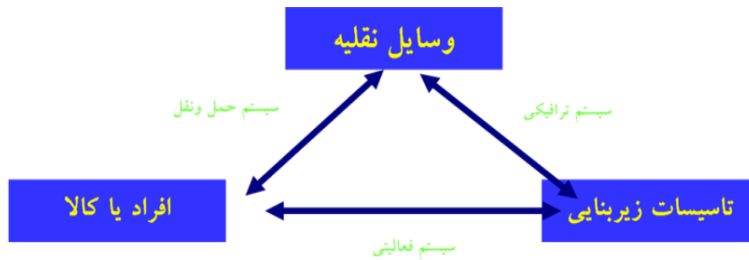 وسایل نقلیه
سیستم ترافیکی
سیستم حمل ونقل
تاسیسات زیربنایی
افراد یا کالا
سیستم فعالیتی